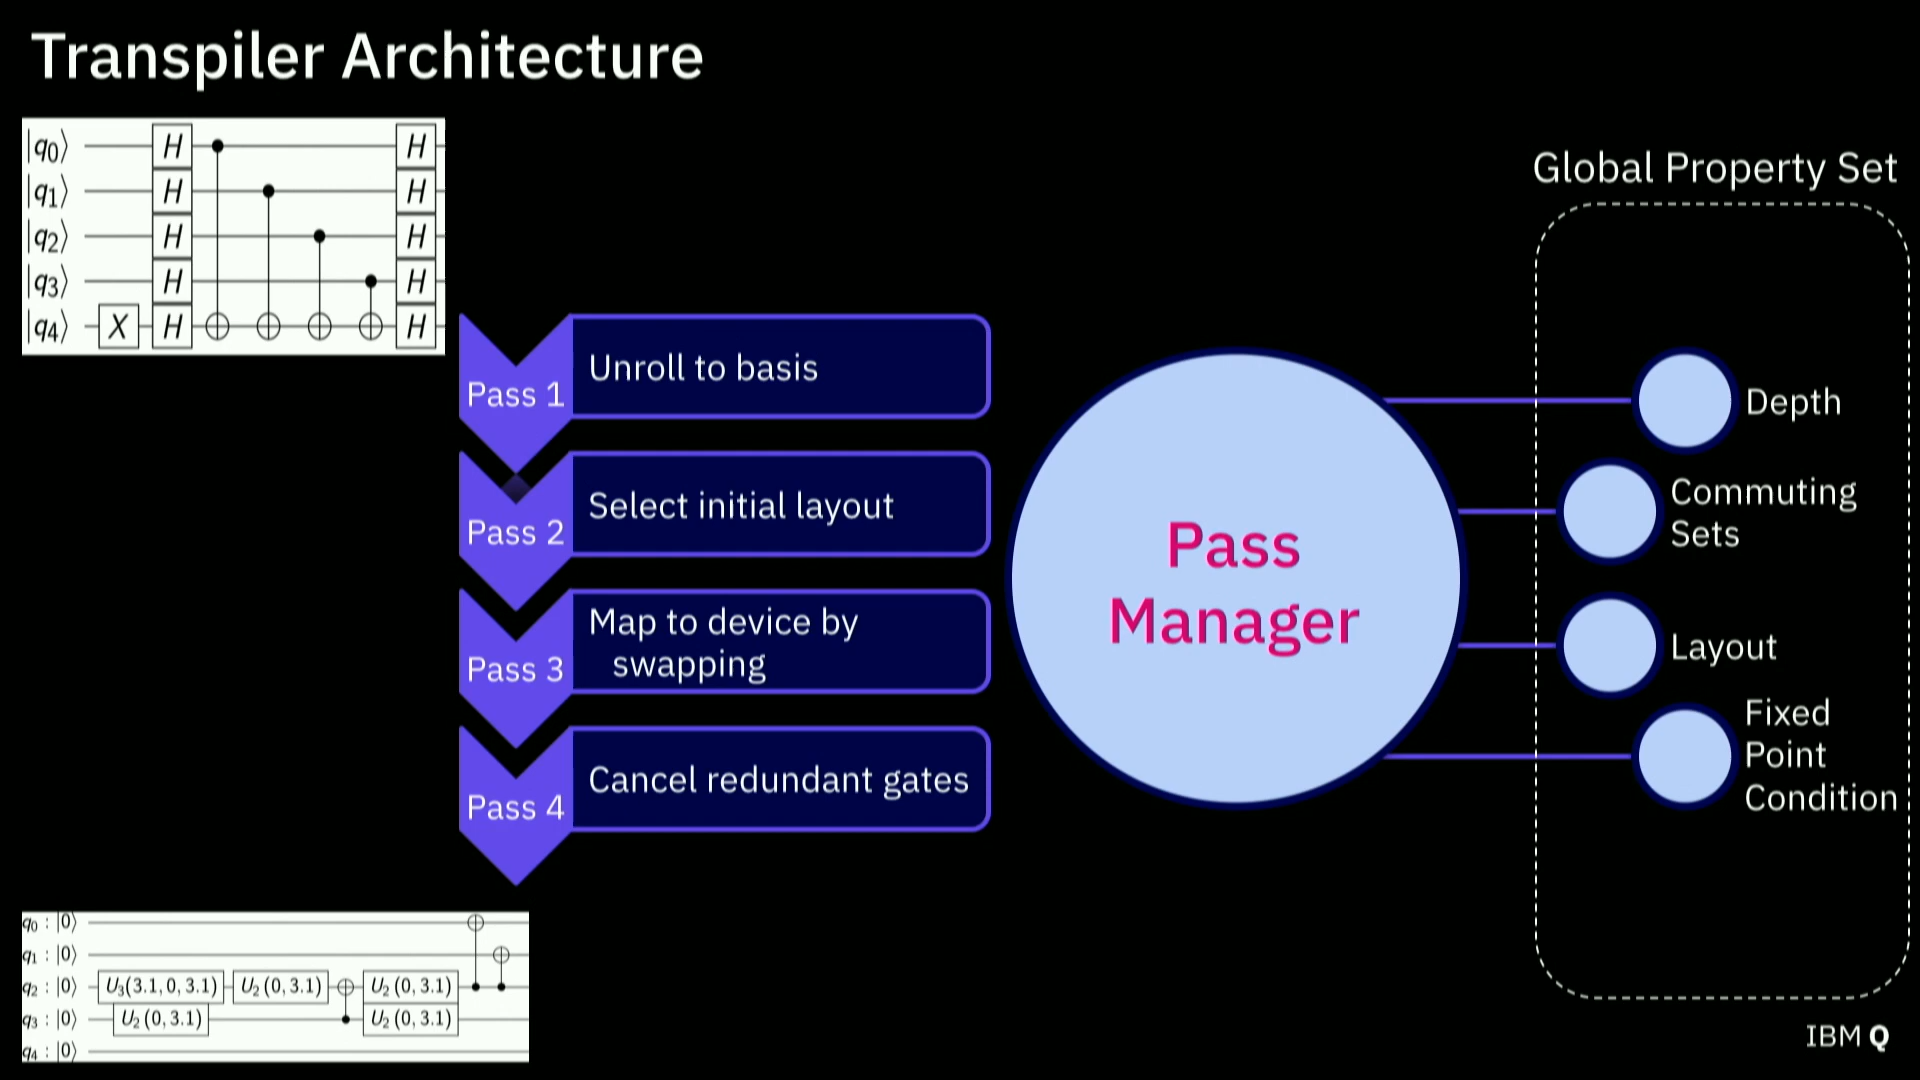 Transpiler Architecture
|q0⟩ H H
|q1⟩ H H
|q2⟩ H H
|q3⟩ H H
|q4⟩ X H H
Pass 1 Unroll to basis
Pass 2 Select initial layout
Pass 3 Map to device by
swapping
Pass 4 Cancel redundant gates
Pass
Manager
Global Property Set
Depth
Commuting
Sets
Layout
Fixed
Point
Condition
q0 : |0⟩
q1 : |0⟩
q2 : |0⟩ U3(3.1, 0, 3.1) U2 (0, 3.1) U2 (0, 3.1)
q3 : |0⟩ U2 (0, 3.1) U2 (0, 3.1)
q4 : |0⟩
IBM Q